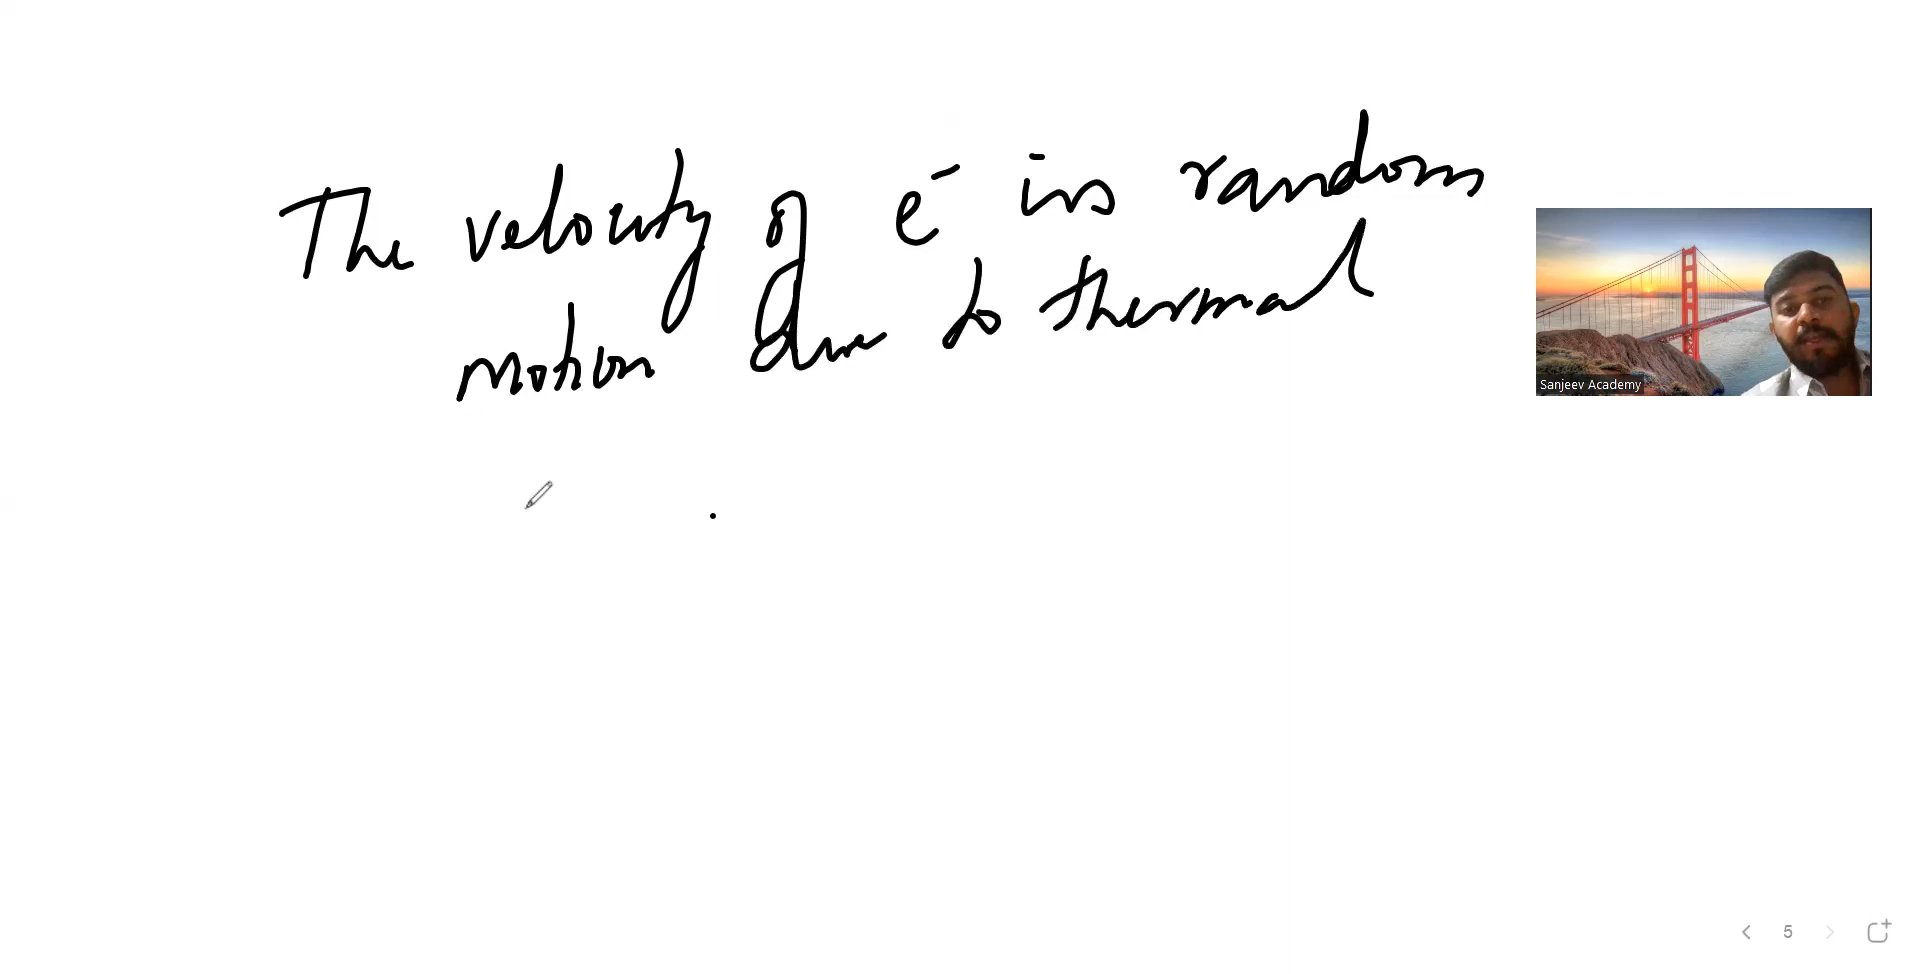 The velocity of e⁻ is random
motion due to thermal
Sanjeev Academy
5